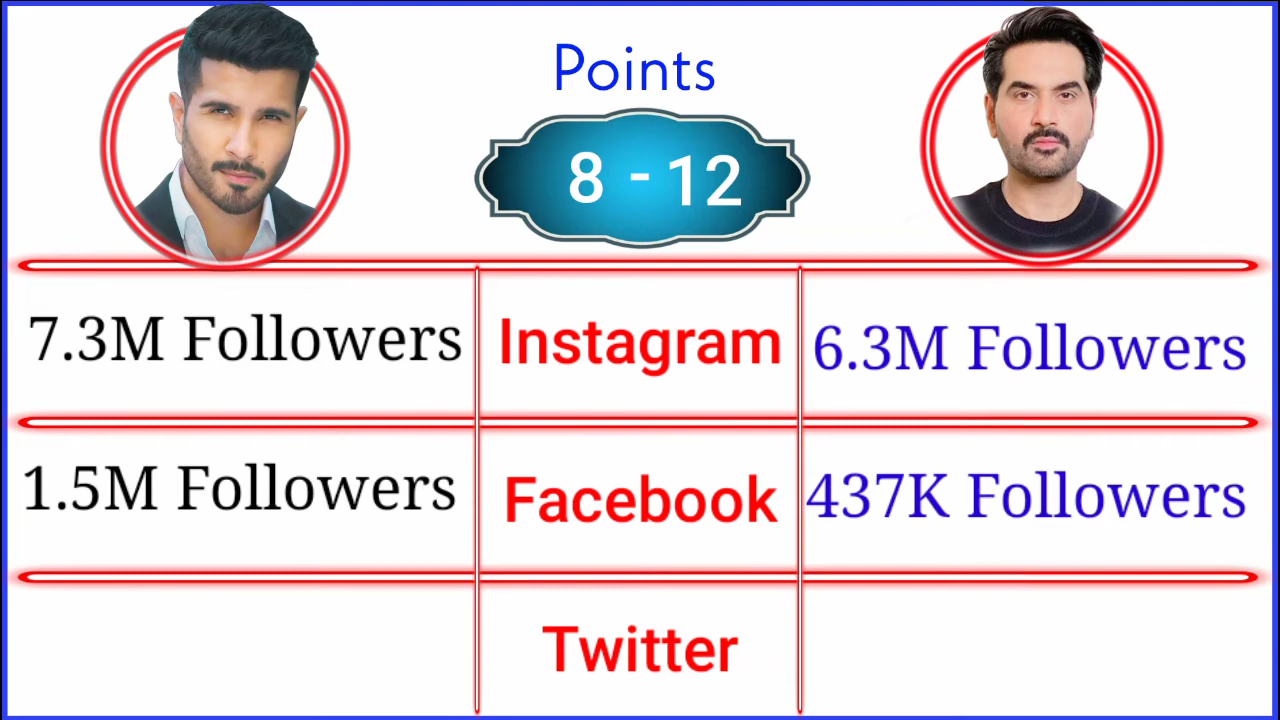 Points
8 - 12
7.3M Followers
Instagram
6.3M Followers
1.5M Followers
Facebook
437K Followers
Twitter